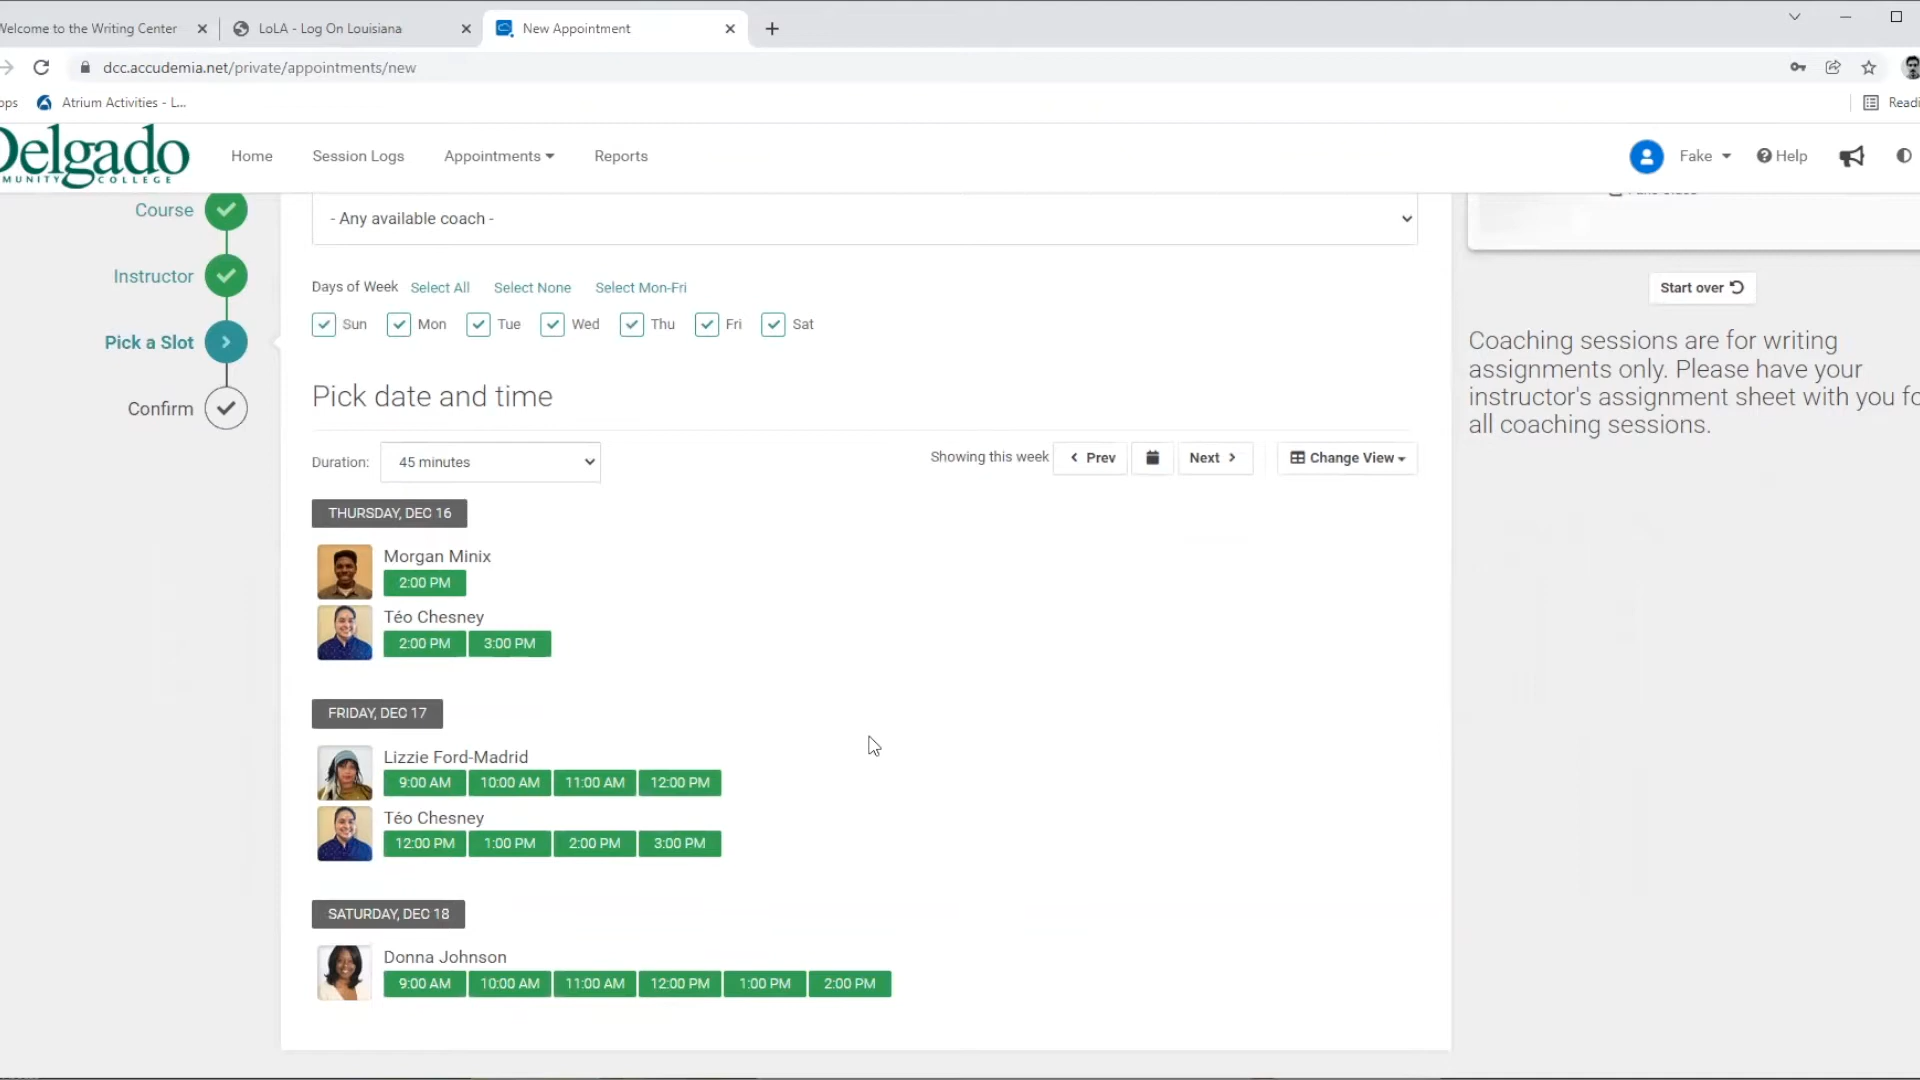 Welcome to the Writing Center
LoLA - Log On Louisiana
New Appointment
dcc.accudemia.net/private/appointments/new
Atrium Activities - L...
Delgado
COLLEGE
Home
Session Logs
Appointments
Reports
Fake
Help
Course
Instructor
Pick a Slot
Confirm
- Any available coach -
Days of Week Select All Select None Select Mon-Fri
Sun Mon Tue Wed Thu Fri Sat
Pick date and time
Duration: 45 minutes
Showing this week Prev Next Change View
THURSDAY, DEC 16
Morgan Minix
2:00 PM
Téo Chesney
2:00 PM 3:00 PM
FRIDAY, DEC 17
Lizzie Ford-Madrid
9:00 AM 10:00 AM 11:00 AM 12:00 PM
Téo Chesney
12:00 PM 1:00 PM 2:00 PM 3:00 PM
SATURDAY, DEC 18
Donna Johnson
9:00 AM 10:00 AM 11:00 AM 12:00 PM 1:00 PM 2:00 PM
Start over
Coaching sessions are for writing
assignments only. Please have your
instructor's assignment sheet with you fo
all coaching sessions.